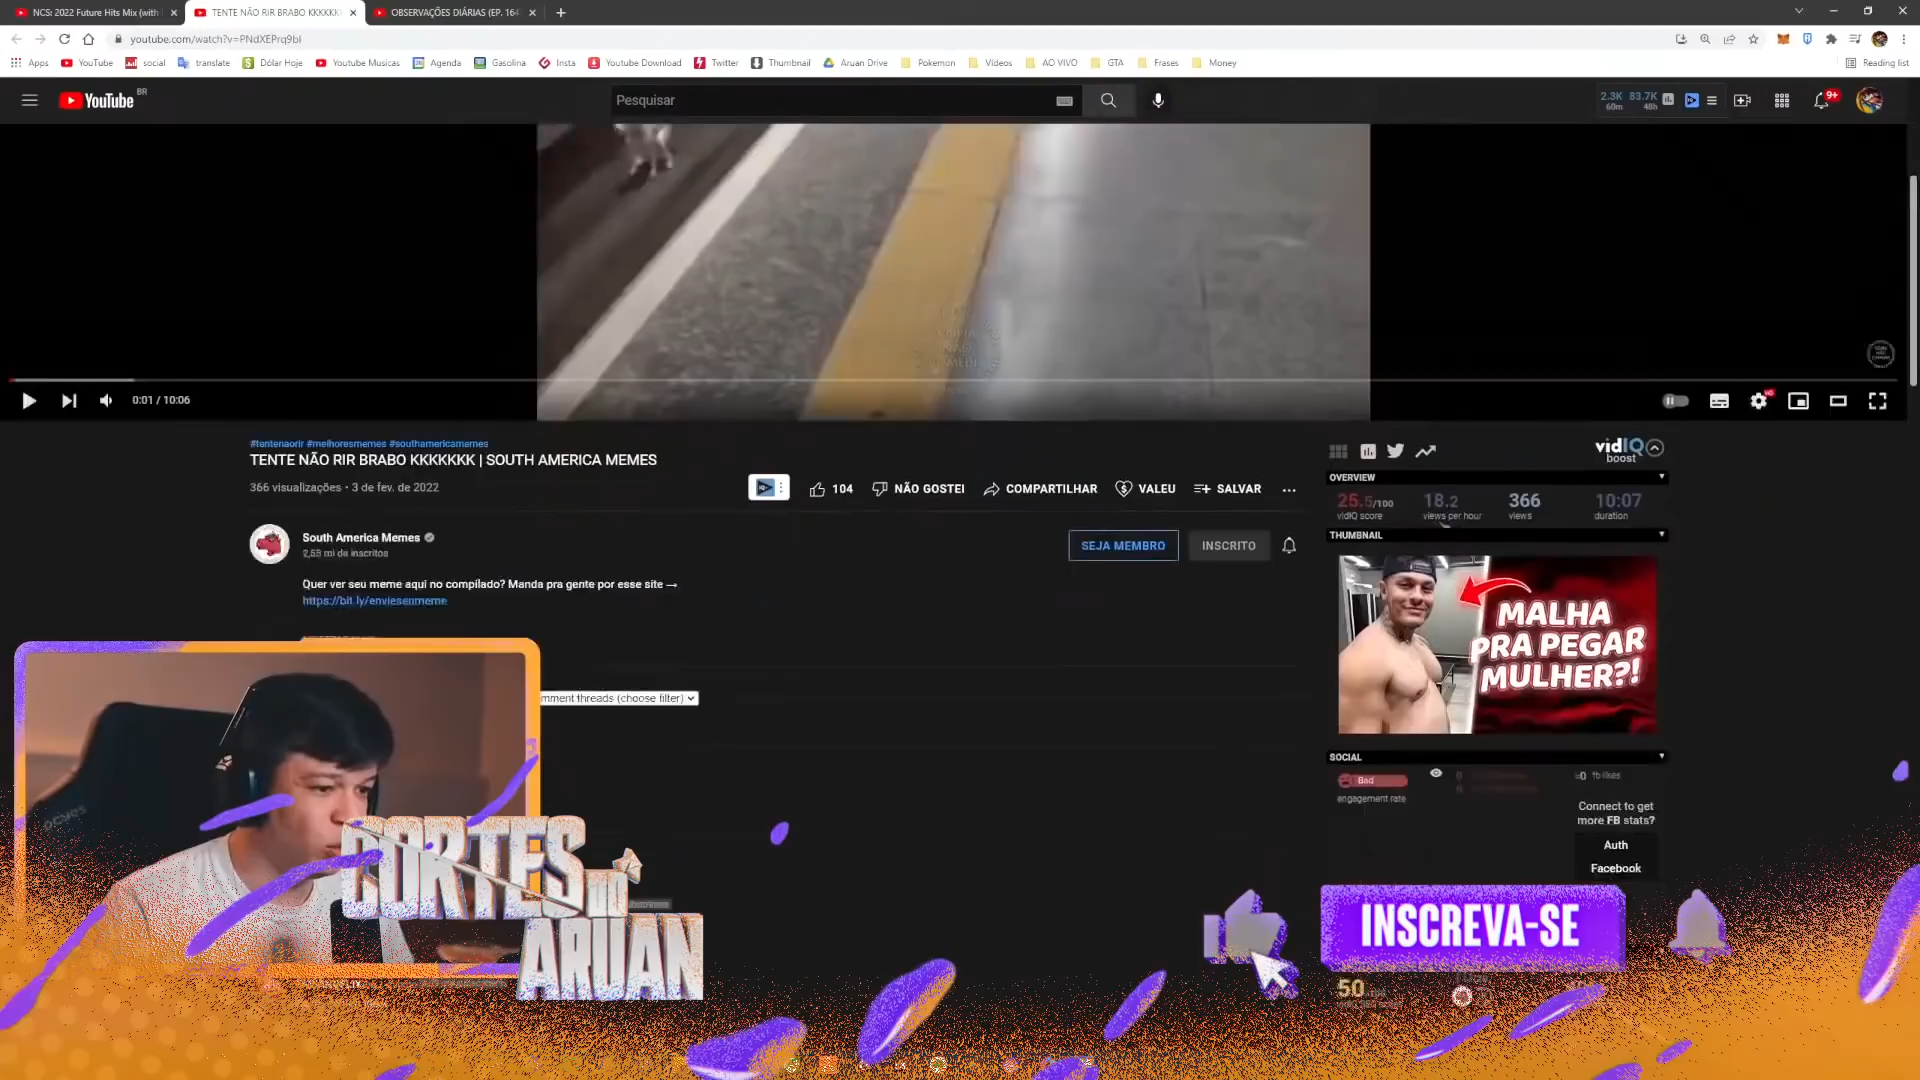 NCS: 2022 Future Hits Mix (with
TENTE NÃO RIR BRABO KKKKKK
OBSERVAÇÕES DIÁRIAS (EP. 164
youtube.com/watch?v=PNdXEPrq9bI
Apps
YouTube
social
translate
Dólar Hoje
Youtube Musicas
Agenda
Gasolina
Insta
Youtube Download
Twitter
Thumbnail
Aruan Drive
Pokemon
Vídeos
AO VIVO
GTA
Frases
Money
Reading list
YouTube BR
Pesquisar
2.3K 83.7K
60m 48h
9+
0:01 / 10:06
#tentenaorir #melhoresmemes #southamericamemes
TENTE NÃO RIR BRABO KKKKKKK | SOUTH AMERICA MEMES
366 visualizações • 3 de fev. de 2022
104
NÃO GOSTEI
COMPARTILHAR
VALEU
SALVAR
South America Memes
2,53 mi de inscritos
SEJA MEMBRO
INSCRITO
Quer ver seu meme aqui no compilado? Manda pra gente por esse site →
https://bit.ly/envieseumeme
mment threads (choose filter)
vidIQ
boost
OVERVIEW
25.5/100
vidIQ score
18.2
views per hour
366
views
10:07
duration
THUMBNAIL
MALHA
PRA PEGAR
MULHER?!
SOCIAL
Bad
engagement rate
0 fb likes
Connect to get
more FB stats?
Auth
Facebook
CORTES
DO
ARUAN
INSCREVA-SE
50